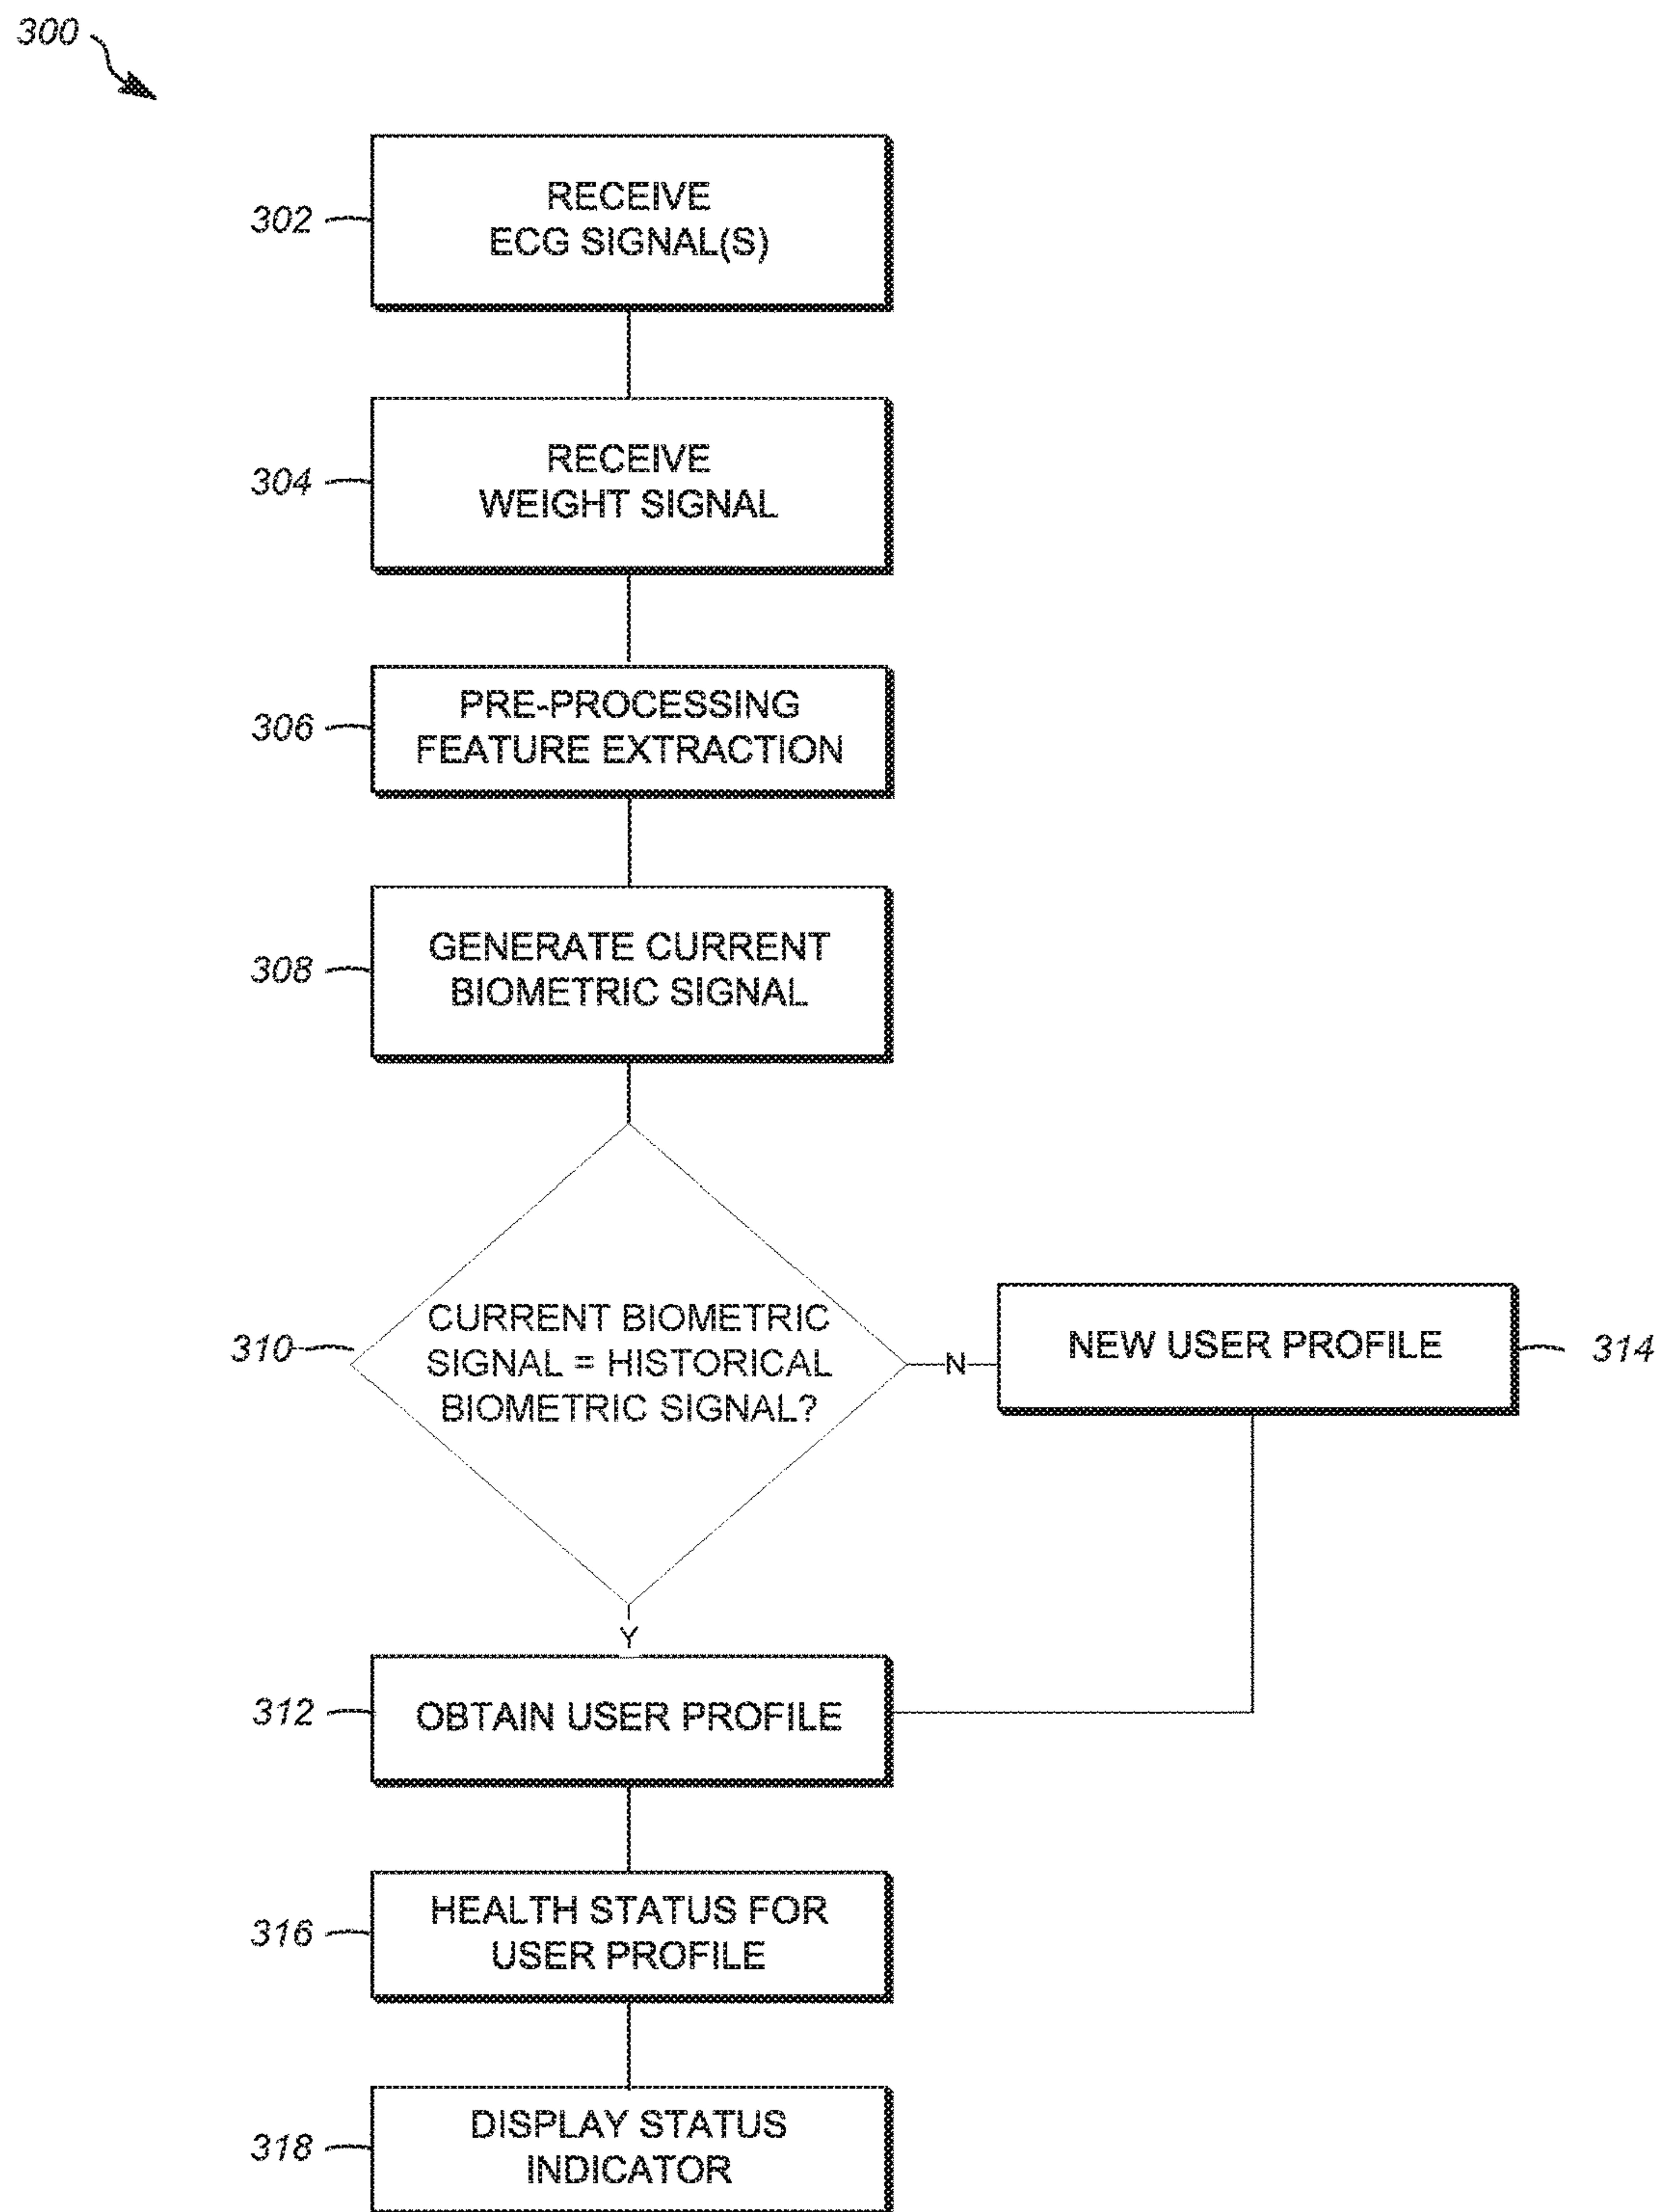 300
302
RECEIVE
ECG SIGNAL(S)
304
RECEIVE
WEIGHT SIGNAL
306
PRE-PROCESSING
FEATURE EXTRACTION
308
GENERATE CURRENT
BIOMETRIC SIGNAL
310
CURRENT BIOMETRIC
SIGNAL = HISTORICAL
BIOMETRIC SIGNAL?
N
NEW USER PROFILE
314
Y
312
OBTAIN USER PROFILE
316
HEALTH STATUS FOR
USER PROFILE
318
DISPLAY STATUS
INDICATOR